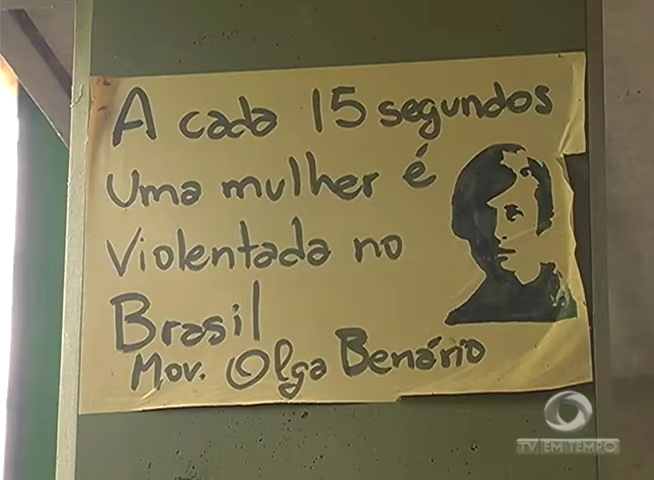 A cada 15 segundos
Uma mulher é
Violentada no
Brasil
Mov. Olga Benário
TV EM TEMPO